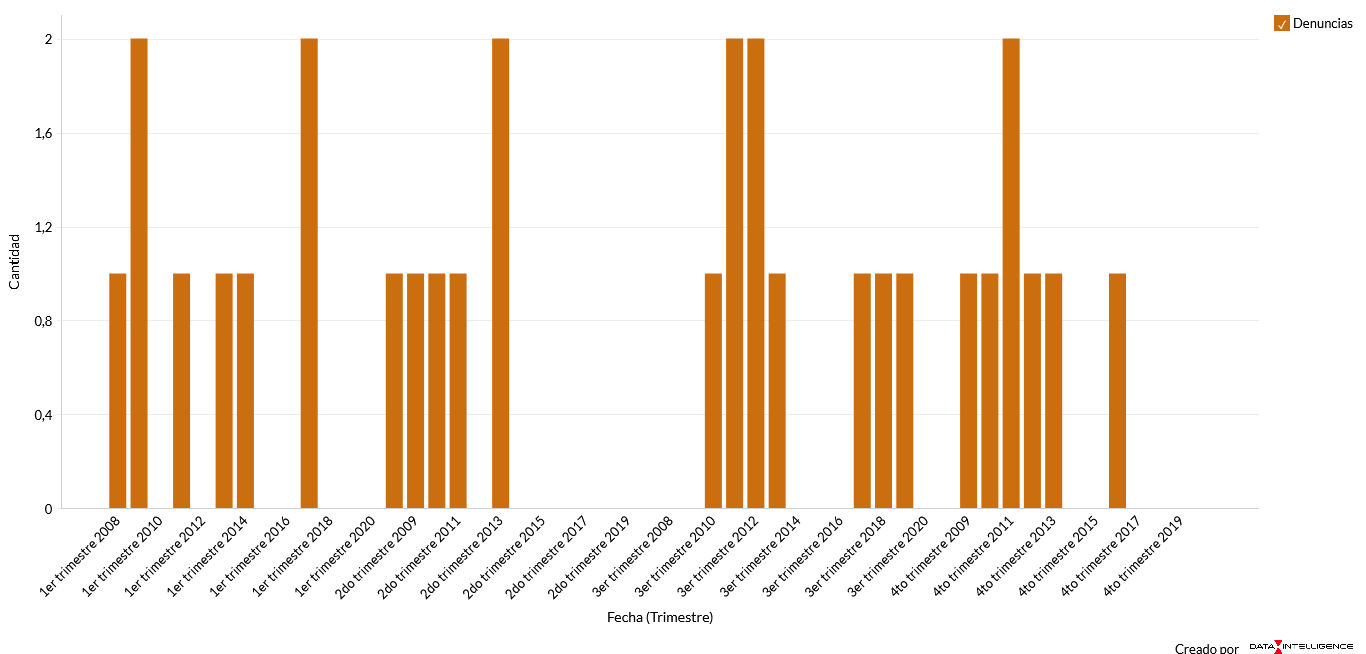 Denuncias
2
1,6
1,2
0,8
0,4
0
Cantidad
1er trimestre 2008
1er trimestre 2010
1er trimestre 2012
1er trimestre 2014
1er trimestre 2016
1er trimestre 2018
1er trimestre 2020
2do trimestre 2009
2do trimestre 2011
2do trimestre 2013
2do trimestre 2015
2do trimestre 2017
2do trimestre 2019
3er trimestre 2008
3er trimestre 2010
3er trimestre 2012
3er trimestre 2014
3er trimestre 2016
3er trimestre 2018
3er trimestre 2020
4to trimestre 2009
4to trimestre 2011
4to trimestre 2013
4to trimestre 2015
4to trimestre 2017
4to trimestre 2019
Fecha (Trimestre)
Creado por DATA INTELLIGENCE